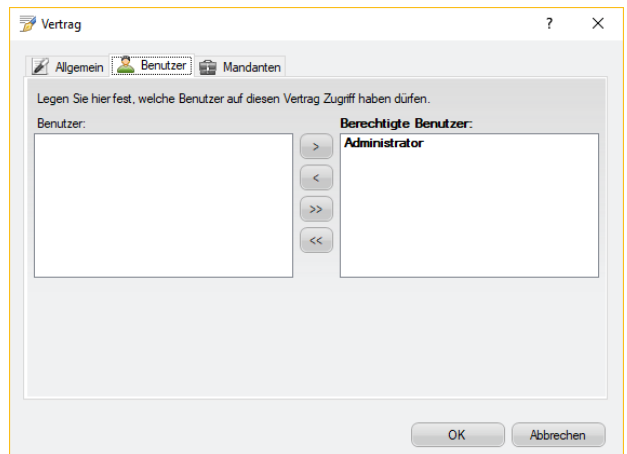 Vertrag ? ×
Allgemein Benutzer Mandanten
Legen Sie hier fest, welche Benutzer auf diesen Vertrag Zugriff haben dürfen.
Benutzer: Berechtigte Benutzer:
Administrator
>
<
>>
<<
OK Abbrechen